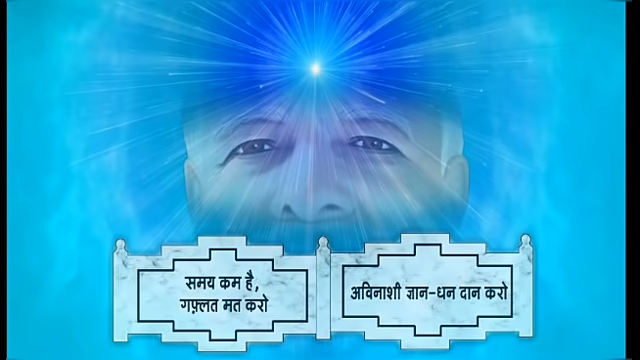 समय कम है,
गफ़्लत मत करो
अविनाशी ज्ञान-धन दान करो